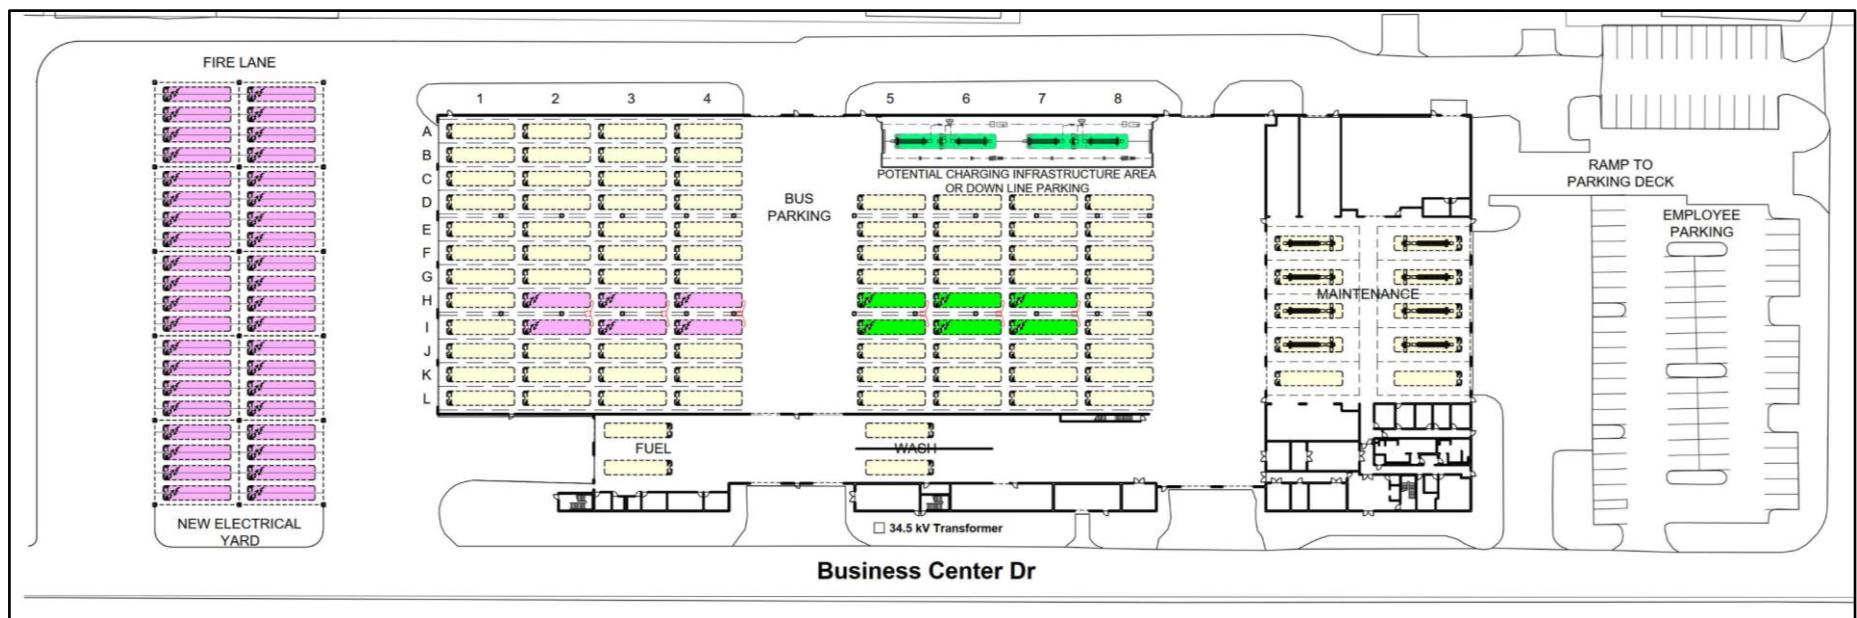 FIRE LANE
1 2 3 4 5 6 7 8
A
B
C
D
E
F
G
H
I
J
K
L
BUS
PARKING
POTENTIAL CHARGING INFRASTRUCTURE AREA
OR DOWN LINE PARKING
RAMP TO
PARKING DECK
EMPLOYEE
PARKING
MAINTENANCE
FUEL
WASH
NEW ELECTRICAL
YARD
34.5 kV Transformer
Business Center Dr